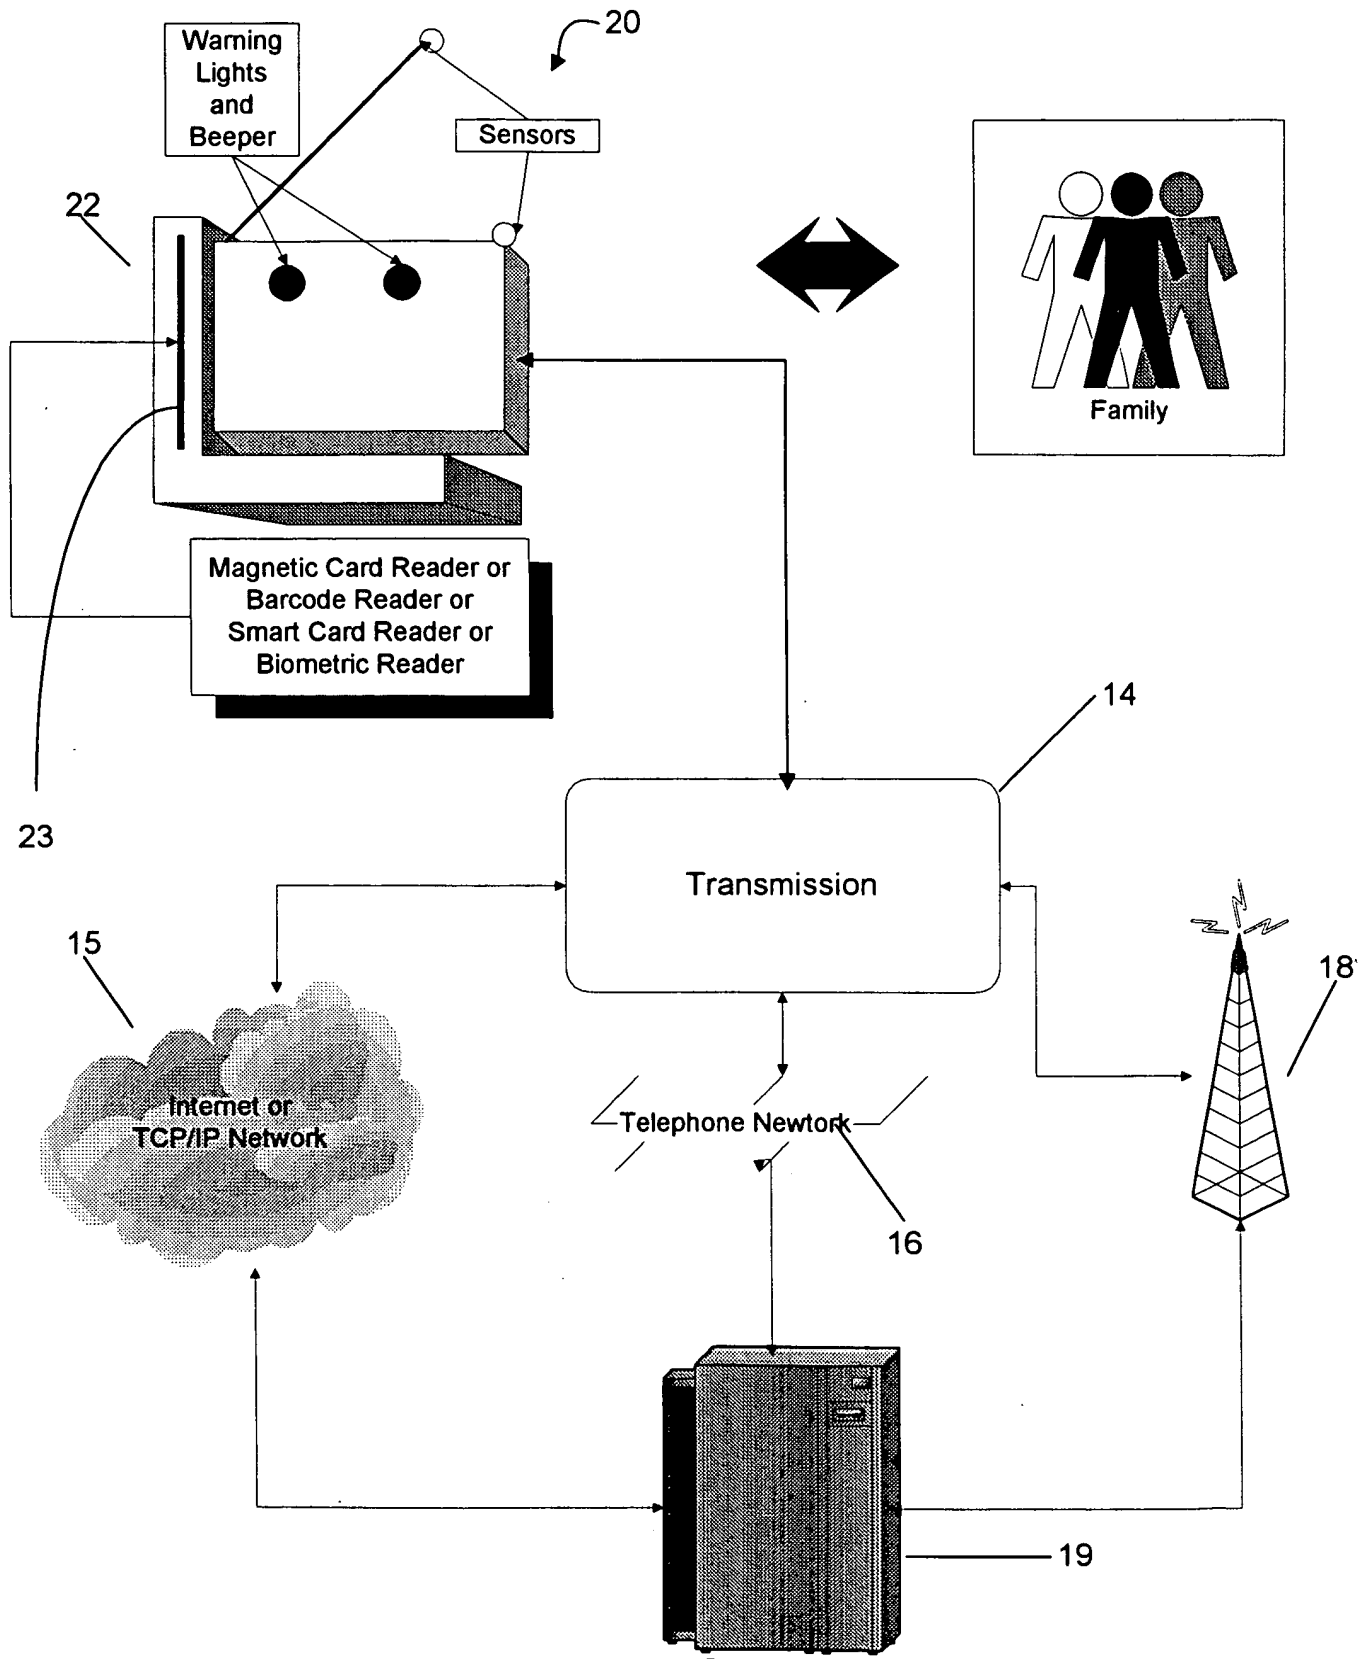 20
Warning
Lights
and
Beeper
Sensors
22
Family
Magnetic Card Reader or
Barcode Reader or
Smart Card Reader or
Biometric Reader
14
23
Transmission
15
18'
Internet or
TCP/IP Network
Telephone Newtork
16
19